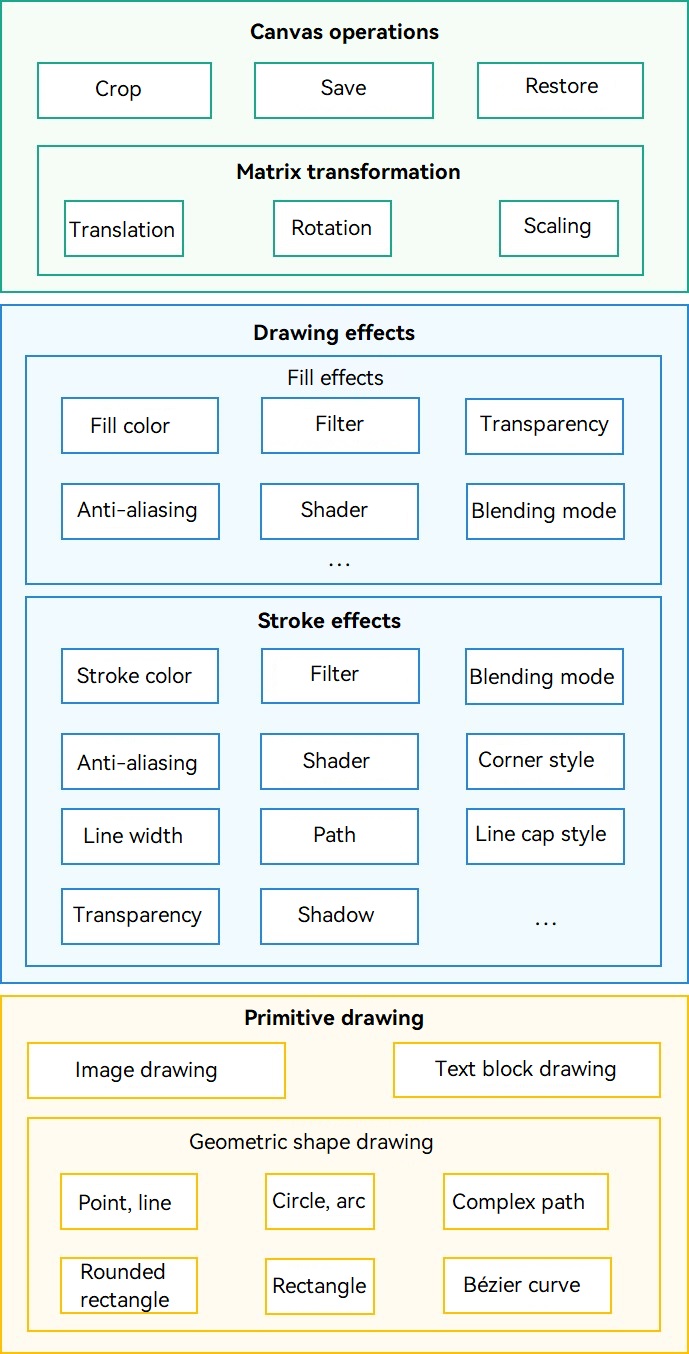 Canvas operations
Crop
Save
Restore
Matrix transformation
Translation
Rotation
Scaling
Drawing effects
Fill effects
Fill color
Filter
Transparency
Anti-aliasing
Shader
Blending mode
...
Stroke effects
Stroke color
Filter
Blending mode
Anti-aliasing
Shader
Corner style
Line width
Path
Line cap style
Transparency
Shadow
...
Primitive drawing
Image drawing
Text block drawing
Geometric shape drawing
Point, line
Circle, arc
Complex path
Rounded
rectangle
Rectangle
Bézier curve